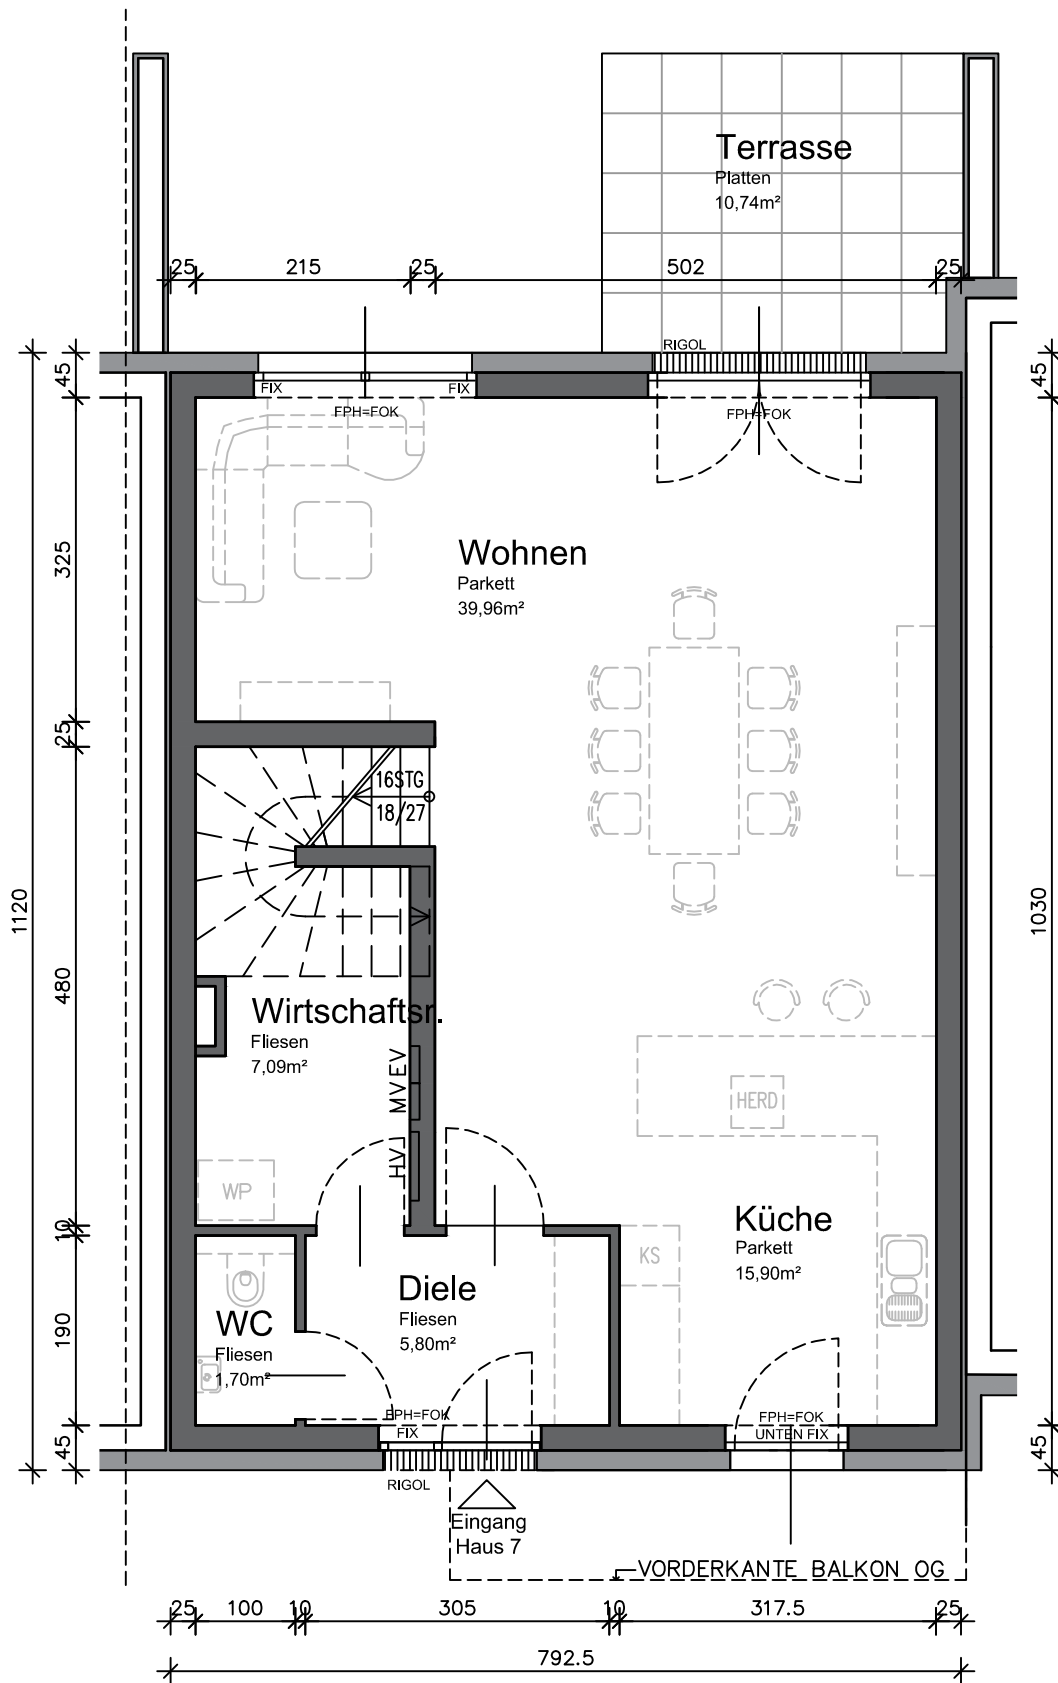 Terrasse
Platten
10,74m²
25
215
25
502
25
RIGOL
45
45
FIX
FIX
FPH=FOK
FPH=FOK
325
Wohnen
Parkett
39,96m²
25
16STG
18/27
1120
1030
480
Wirtschaftsr.
Fliesen
7,09m²
EV
MV
HV
HERD
WP
10
Küche
Parkett
15,90m²
KS
Diele
Fliesen
5,80m²
WC
Fliesen
1,70m²
190
FPH=FOK
FIX
FPH=FOK
UNTEN FIX
45
45
RIGOL
Eingang
Haus 7
VORDERKANTE BALKON OG
25
100
10
305
10
317.5
25
792.5